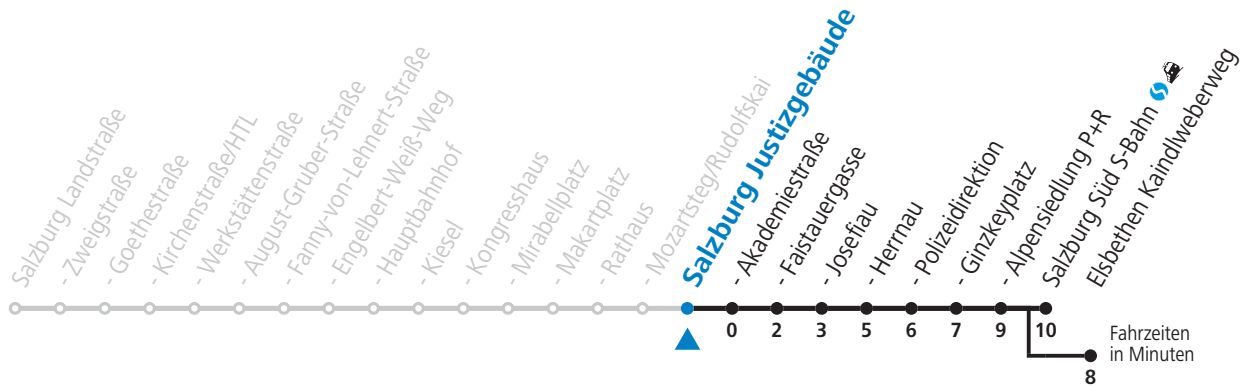 Salzburg Landstraße
- Zweigstraße
- Goethestraße
- Kirchenstraße/HTL
- Werkstättenstraße
- August-Gruber-Straße
- Fanny-von-Lehnert-Straße
- Engelbert-Weiß-Weg
- Hauptbahnhof
- Kiesel
- Kongresshaus
- Mirabellplatz
- Makartplatz
- Rathaus
- Mozartsteg/Rudolfskai
Salzburg Justizgebäude
- Akademiestraße
- Faistauergasse
- Josefiau
- Herrnau
- Polizeidirektion
- Ginzkeyplatz
- Alpensiedlung P+R
Salzburg Süd S-Bahn
Elsbethen Kaindlweberweg
0 2 3 5 6 7 9 10
Fahrzeiten
in Minuten
8